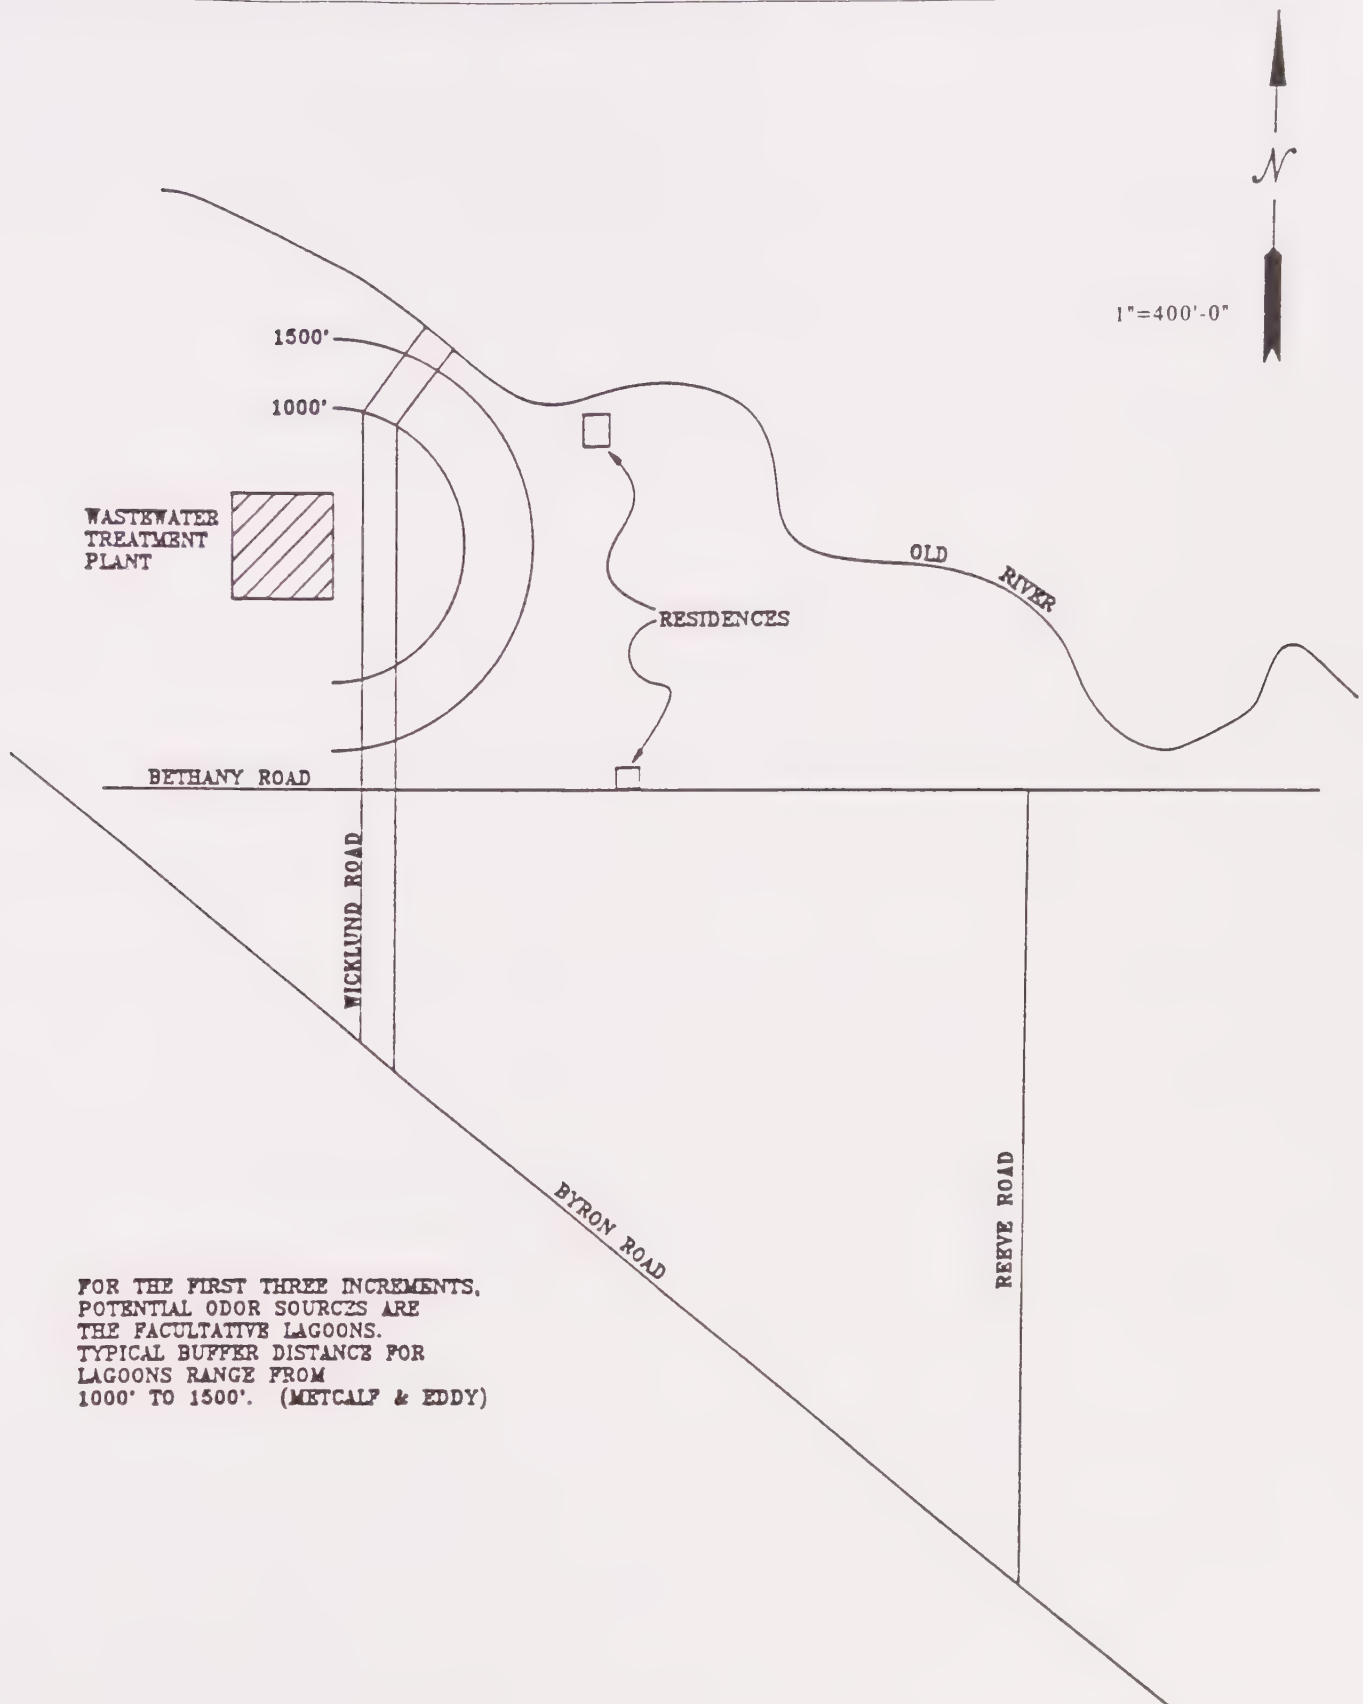 N
1"=400'-0"
1500'
1000'
WASTEWATER
TREATMENT
PLANT
OLD
RIVER
RESIDENCES
BETHANY ROAD
WICKLUND ROAD
BYRON ROAD
REEVE ROAD
FOR THE FIRST THREE INCREMENTS,
POTENTIAL ODOR SOURCES ARE
THE FACULTATIVE LAGOONS.
TYPICAL BUFFER DISTANCE FOR
LAGOONS RANGE FROM
1000' TO 1500'. (METCALF & EDDY)